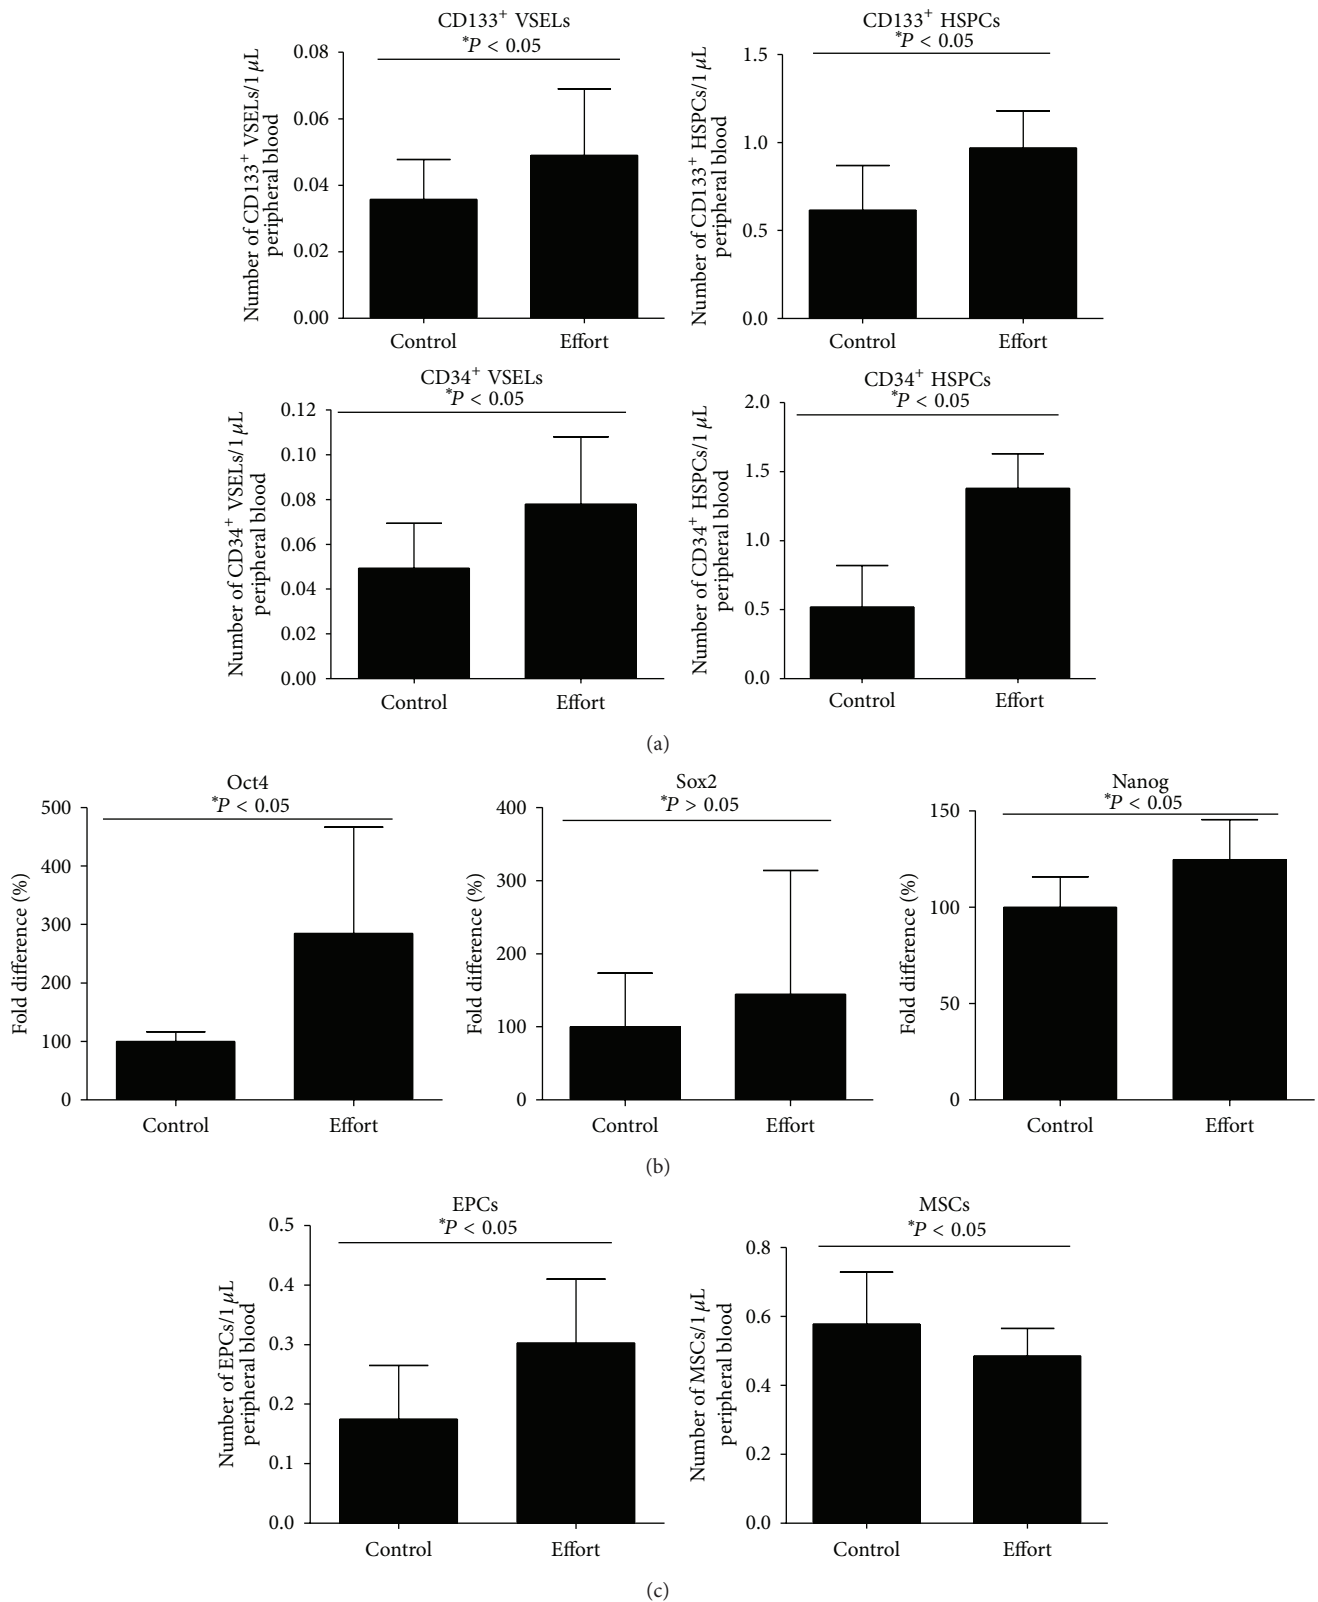 CD133⁺ VSELs
*P < 0.05
Number of CD133⁺ VSELs/1 μL
peripheral blood
0.08
0.06
0.04
0.02
0.00
Control
Effort
CD133⁺ HSPCs
*P < 0.05
Number of CD133⁺ HSPCs/1 μL
peripheral blood
1.5
1.0
0.5
0.0
Control
Effort
CD34⁺ VSELs
*P < 0.05
Number of CD34⁺ VSELs/1 μL
peripheral blood
0.12
0.10
0.08
0.06
0.04
0.02
0.00
Control
Effort
CD34⁺ HSPCs
*P < 0.05
Number of CD34⁺ HSPCs/1 μL
peripheral blood
2.0
1.5
1.0
0.5
0.0
Control
Effort
(a)
Oct4
*P < 0.05
Fold difference (%)
500
400
300
200
100
0
Control
Effort
Sox2
*P > 0.05
Fold difference (%)
400
300
200
100
0
Control
Effort
Nanog
*P < 0.05
Fold difference (%)
150
100
50
0
Control
Effort
(b)
EPCs
*P < 0.05
Number of EPCs/1 μL
peripheral blood
0.5
0.4
0.3
0.2
0.1
0.0
Control
Effort
MSCs
*P < 0.05
Number of MSCs/1 μL
peripheral blood
0.8
0.6
0.4
0.2
0.0
Control
Effort
(c)